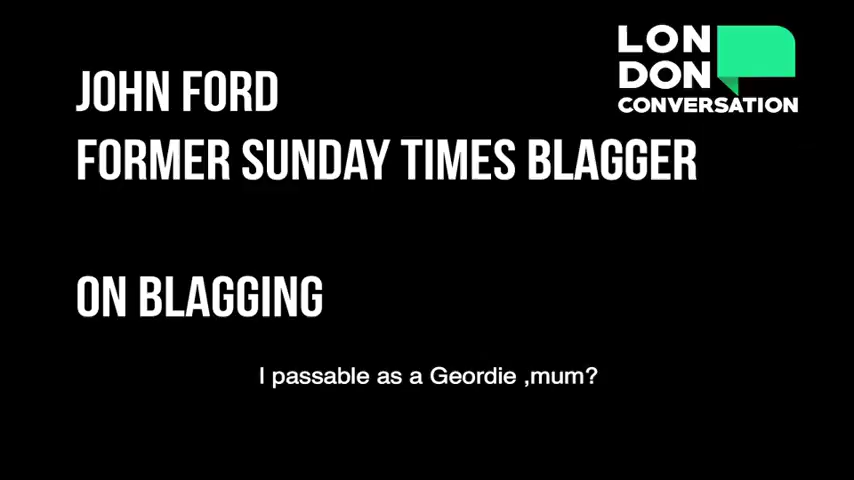 LON
DON
CONVERSATION
JOHN FORD
FORMER SUNDAY TIMES BLAGGER
ON BLAGGING
I passable as a Geordie ,mum?